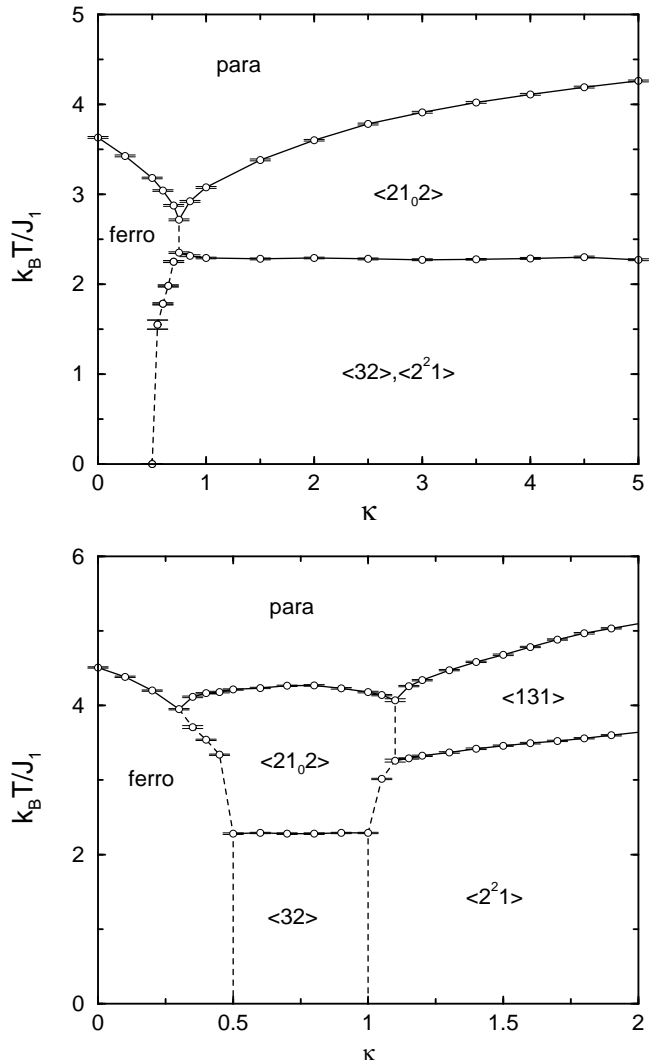 5
4
3
2
1
0
k_B T/J_1
para
<21_02>
ferro
<32>,<2^21>
0 1 2 3 4 5
κ
6
4
2
0
k_B T/J_1
para
<131>
<21_02>
ferro
<2^21>
<32>
0 0.5 1 1.5 2
κ